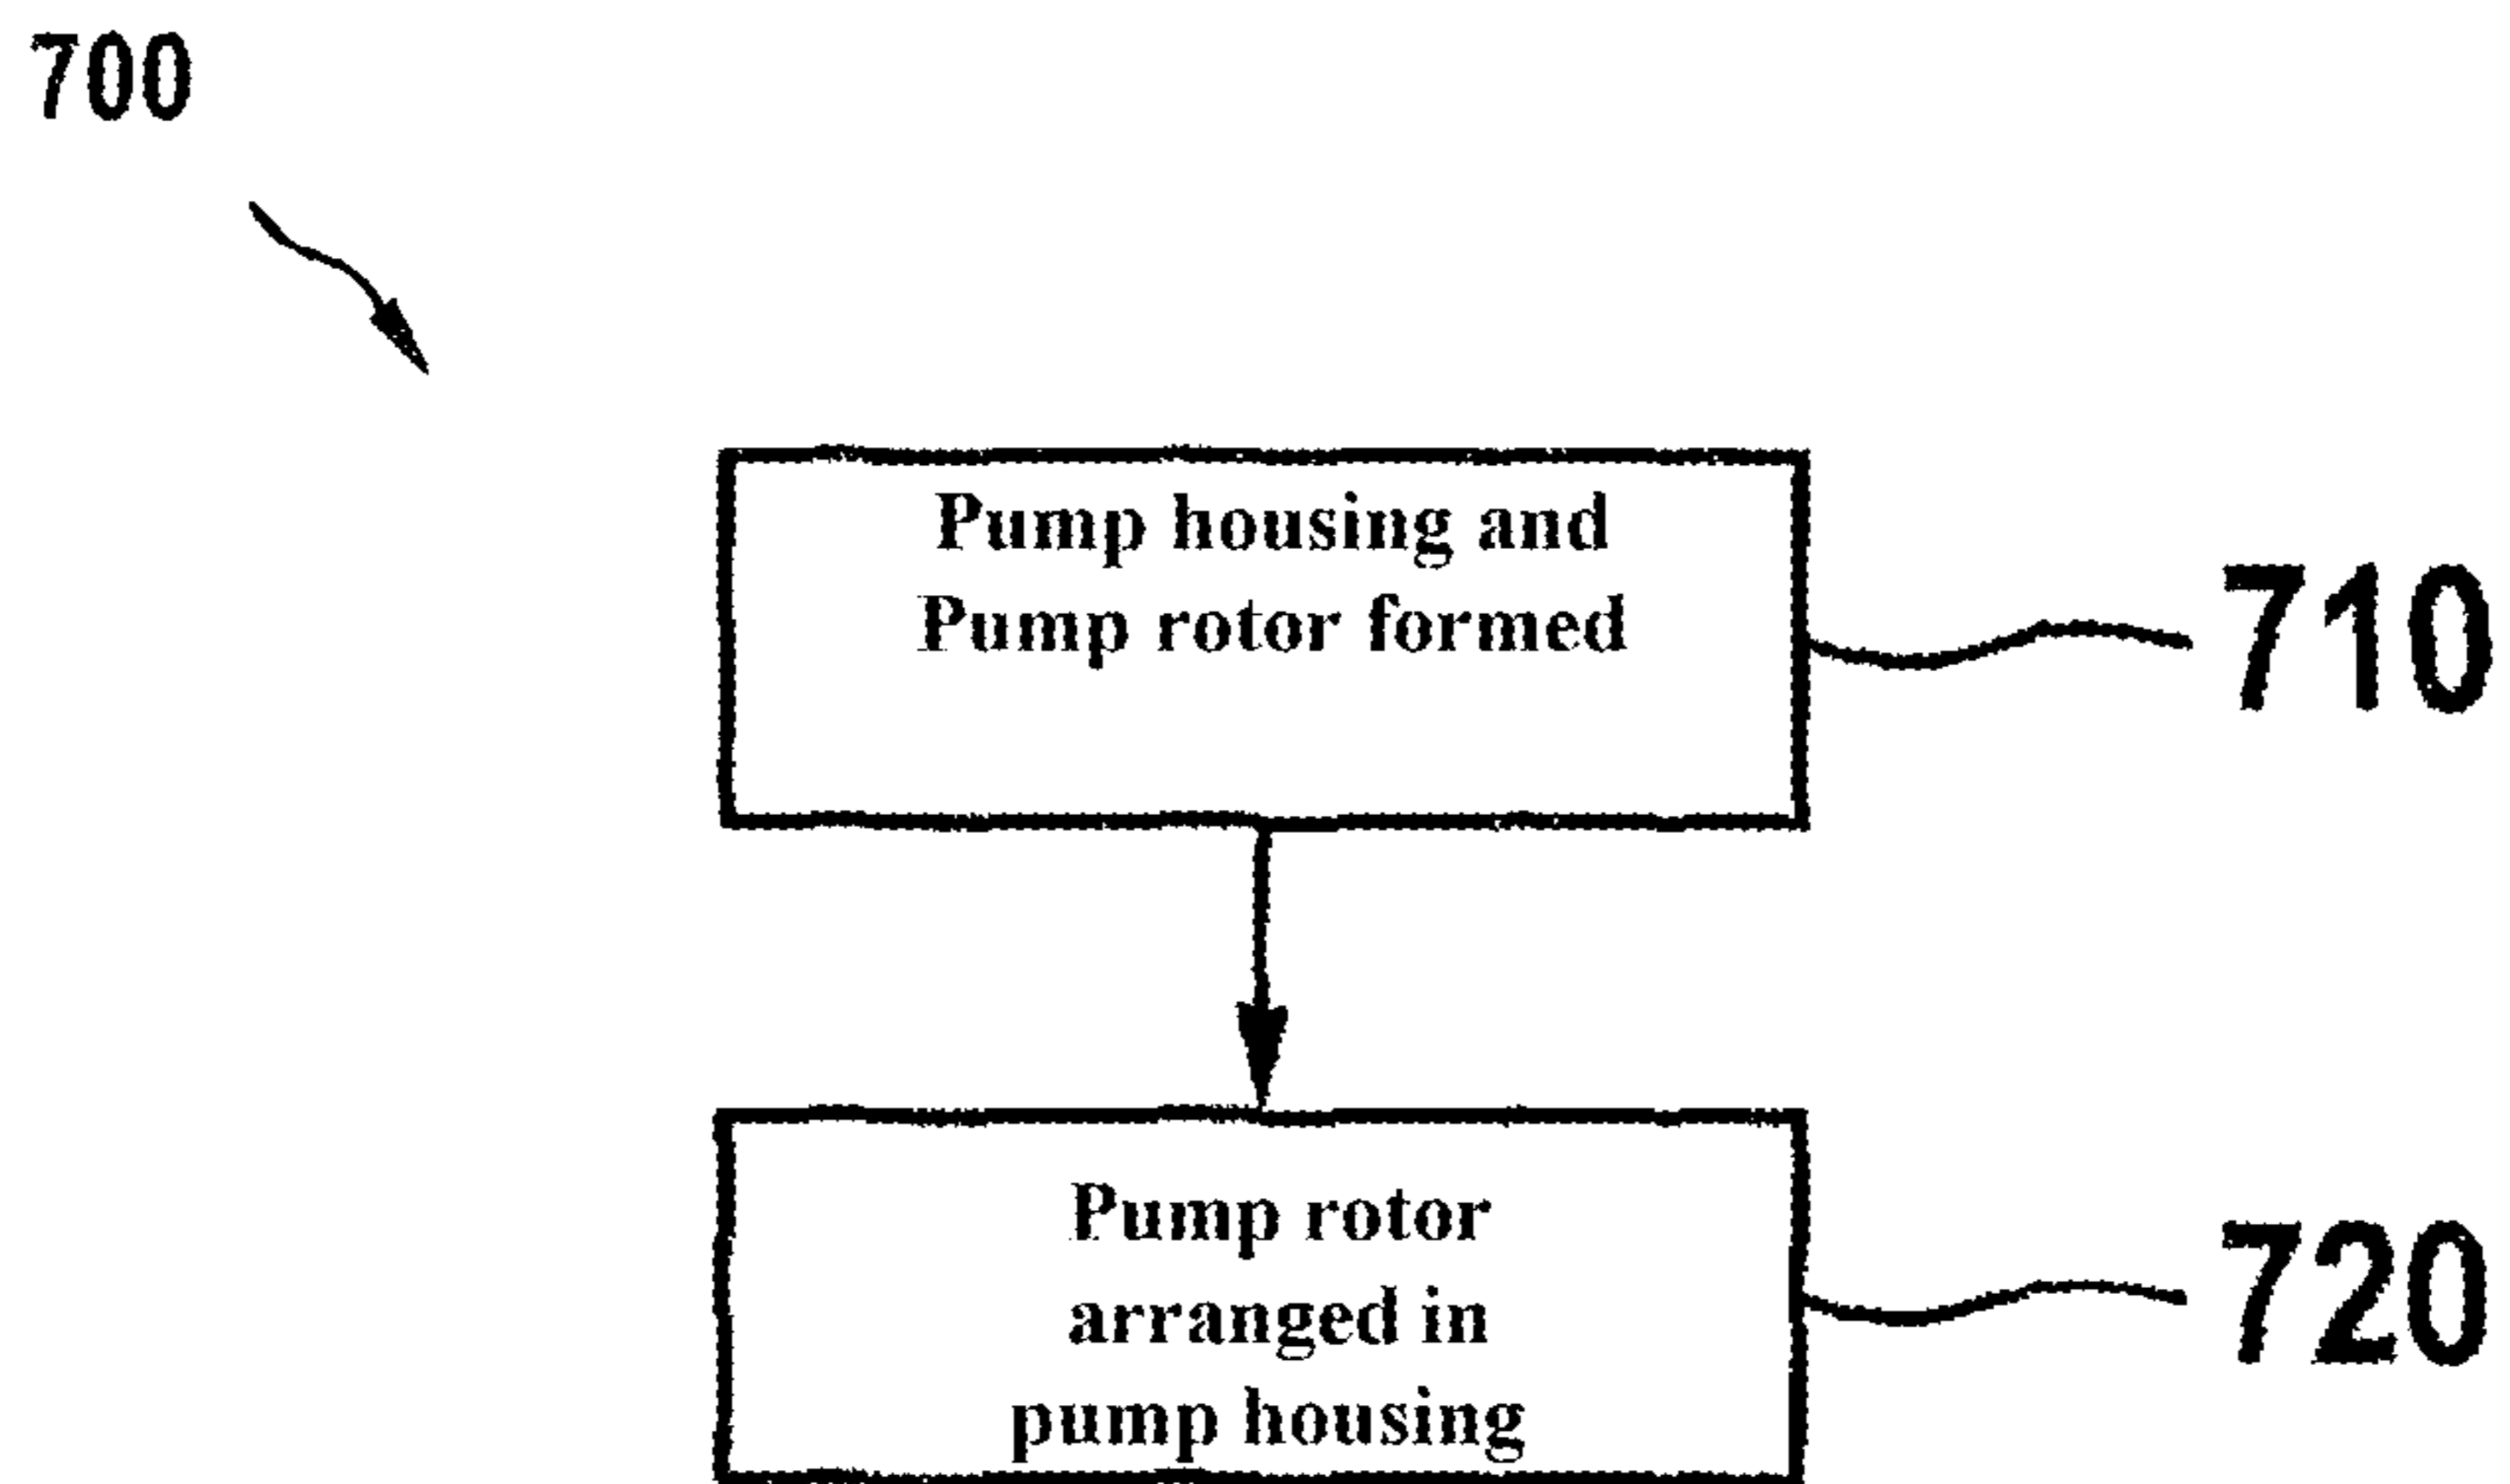 700
Pump housing and
Pump rotor formed
710
Pump rotor
arranged in
pump housing
720